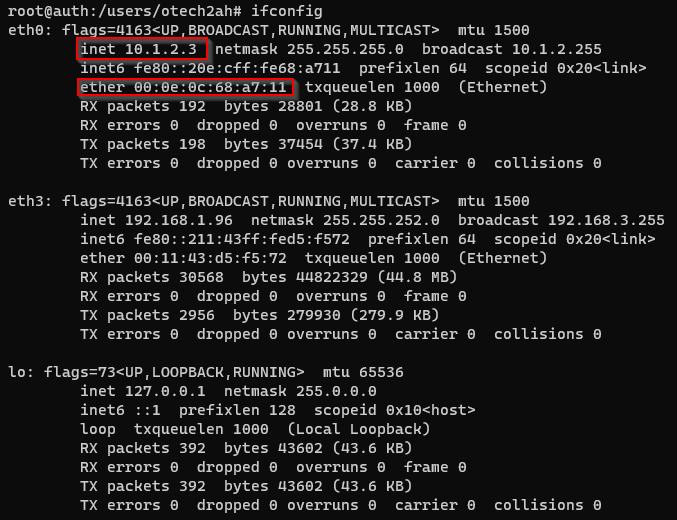 root@auth:/users/otech2ah# ifconfig
eth0: flags=4163<UP,BROADCAST,RUNNING,MULTICAST>  mtu 1500
        inet 10.1.2.3  netmask 255.255.255.0  broadcast 10.1.2.255
        inet6 fe80::20e:cff:fe68:a711  prefixlen 64  scopeid 0x20<link>
        ether 00:0e:0c:68:a7:11  txqueuelen 1000  (Ethernet)
        RX packets 192  bytes 28801 (28.8 KB)
        RX errors 0  dropped 0  overruns 0  frame 0
        TX packets 198  bytes 37454 (37.4 KB)
        TX errors 0  dropped 0 overruns 0  carrier 0  collisions 0

eth3: flags=4163<UP,BROADCAST,RUNNING,MULTICAST>  mtu 1500
        inet 192.168.1.96  netmask 255.255.252.0  broadcast 192.168.3.255
        inet6 fe80::211:43ff:fed5:f572  prefixlen 64  scopeid 0x20<link>
        ether 00:11:43:d5:f5:72  txqueuelen 1000  (Ethernet)
        RX packets 30568  bytes 44822329 (44.8 MB)
        RX errors 0  dropped 0  overruns 0  frame 0
        TX packets 2956  bytes 279930 (279.9 KB)
        TX errors 0  dropped 0 overruns 0  carrier 0  collisions 0

lo: flags=73<UP,LOOPBACK,RUNNING>  mtu 65536
        inet 127.0.0.1  netmask 255.0.0.0
        inet6 ::1  prefixlen 128  scopeid 0x10<host>
        loop  txqueuelen 1000  (Local Loopback)
        RX packets 392  bytes 43602 (43.6 KB)
        RX errors 0  dropped 0  overruns 0  frame 0
        TX packets 392  bytes 43602 (43.6 KB)
        TX errors 0  dropped 0 overruns 0  carrier 0  collisions 0